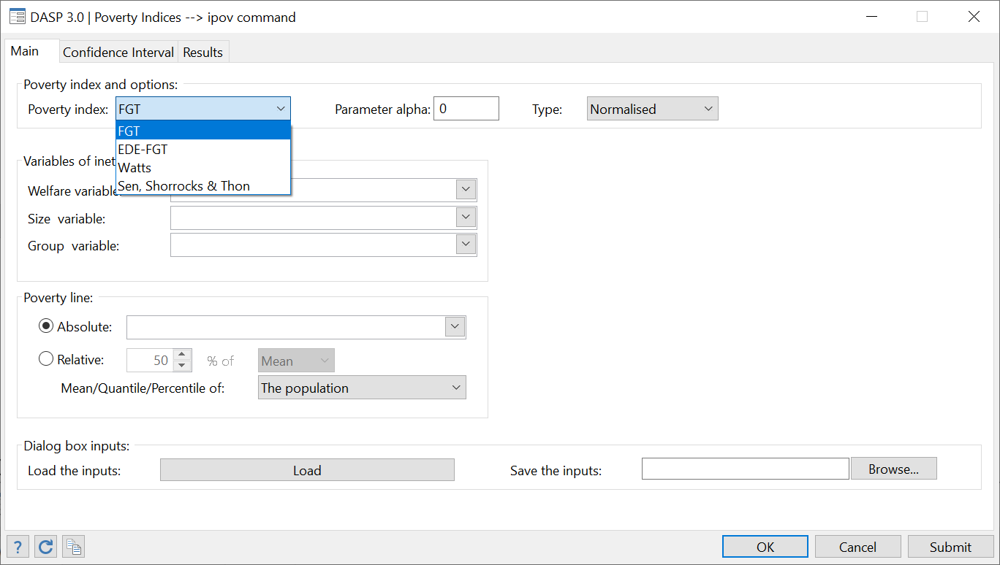 DASP 3.0 | Poverty Indices --> ipov command
Main
Confidence Interval
Results
Poverty index and options:
Poverty index:
FGT
Parameter alpha:
0
Type:
Normalised
FGT
EDE-FGT
Watts
Sen, Shorrocks & Thon
Variables of inet
Welfare variable
Size variable:
Group variable:
Poverty line:
Absolute:
Relative:
50
% of
Mean
Mean/Quantile/Percentile of:
The population
Dialog box inputs:
Load the inputs:
Load
Save the inputs:
Browse...
?
OK
Cancel
Submit